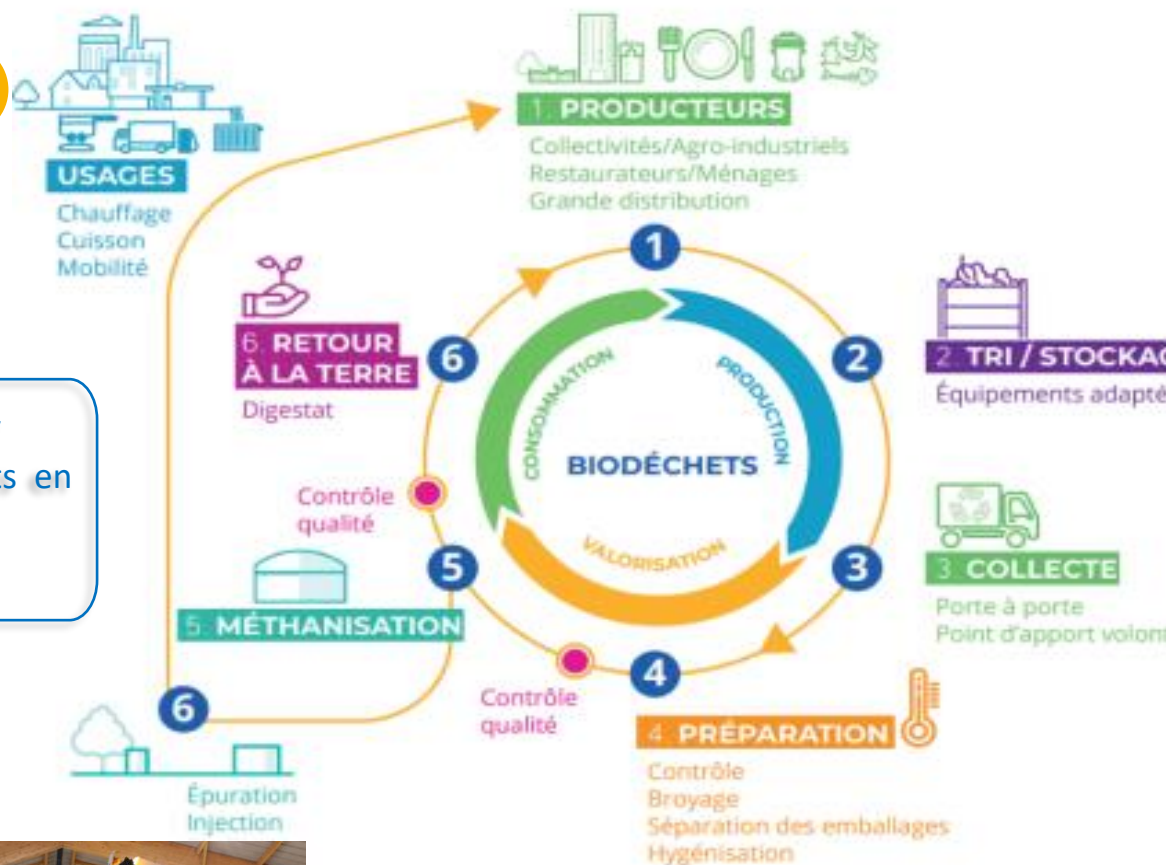 USAGES
Chauffage
Cuisson
Mobilité
1. PRODUCTEURS
Collectivités/Agro-industriels
Restaurateurs/Ménages
Grande distribution
1
2
2. TRI / STOCKAG
Équipements adapté
3
3. COLLECTE
Porte à porte
Point d'apport volont
4
4. PRÉPARATION
Contrôle
Broyage
Séparation des emballages
Hygénisation
Contrôle
qualité
5
5. MÉTHANISATION
Contrôle
qualité
6
6. RETOUR
À LA TERRE
Digestat
6
Épuration
Injection
CONSOMMATION
PRODUCTION
VALORISATION
BIODÉCHETS
en